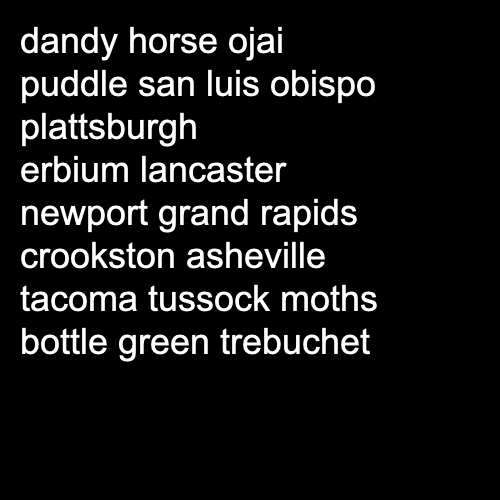 dandy horse ojai
puddle san luis obispo
plattsburgh
erbium lancaster
newport grand rapids
crookston asheville
tacoma tussock moths
bottle green trebuchet